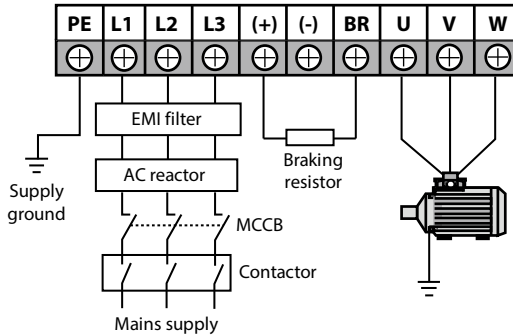 PE L1 L2 L3 (+) (-) BR U V W
EMI filter
AC reactor
Braking
resistor
Supply
ground
MCCB
Contactor
Mains supply